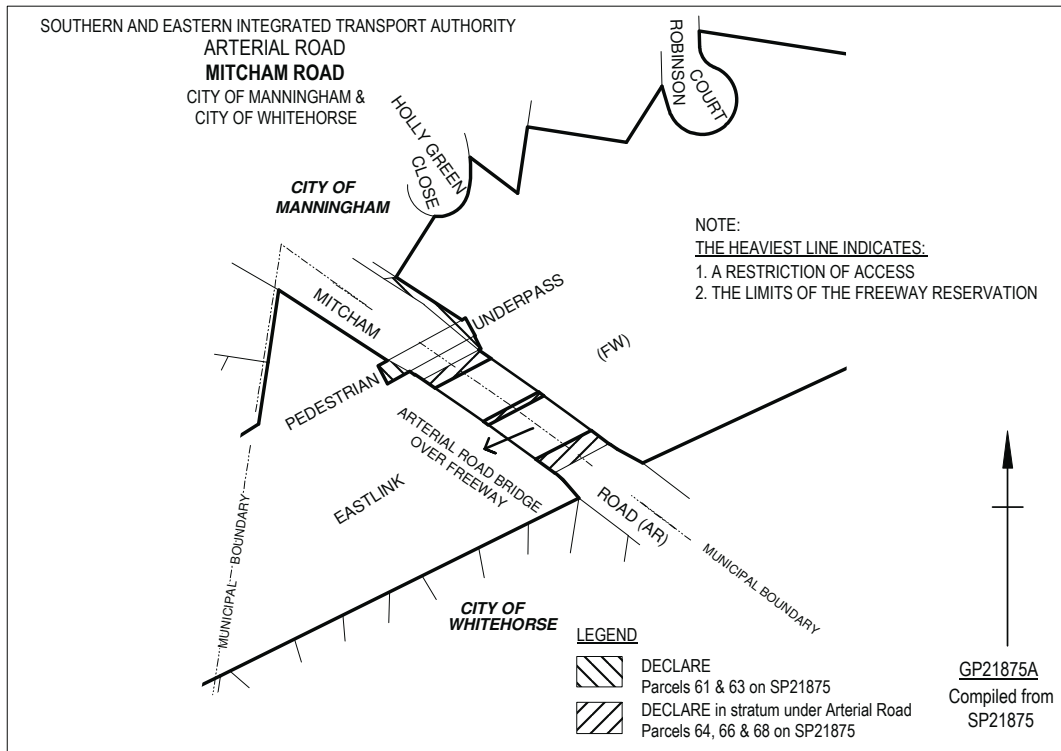 SOUTHERN AND EASTERN INTEGRATED TRANSPORT AUTHORITY
ARTERIAL ROAD
MITCHAM ROAD
CITY OF MANNINGHAM &
CITY OF WHITEHORSE
HOLLY GREEN
CLOSE
ROBINSON
COURT
CITY OF
MANNINGHAM
NOTE:
THE HEAVIEST LINE INDICATES:
1. A RESTRICTION OF ACCESS
2. THE LIMITS OF THE FREEWAY RESERVATION
MITCHAM
UNDERPASS
(FW)
PEDESTRIAN
ARTERIAL ROAD BRIDGE
OVER FREEWAY
EASTLINK
ROAD (AR)
MUNICIPAL BOUNDARY
MUNICIPAL BOUNDARY
CITY OF
WHITEHORSE
LEGEND
DECLARE
Parcels 61 & 63 on SP21875
DECLARE in stratum under Arterial Road
Parcels 64, 66 & 68 on SP21875
GP21875A
Compiled from
SP21875